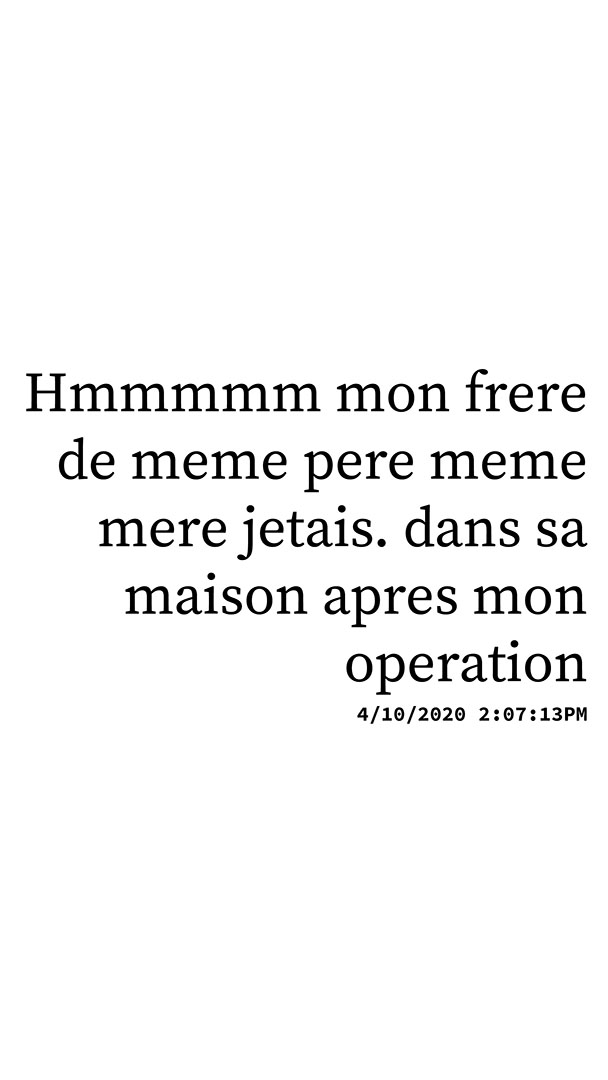 Hmmmmm mon frere
de meme pere meme
mere jetais. dans sa
maison apres mon
operation
4/10/2020 2:07:13PM